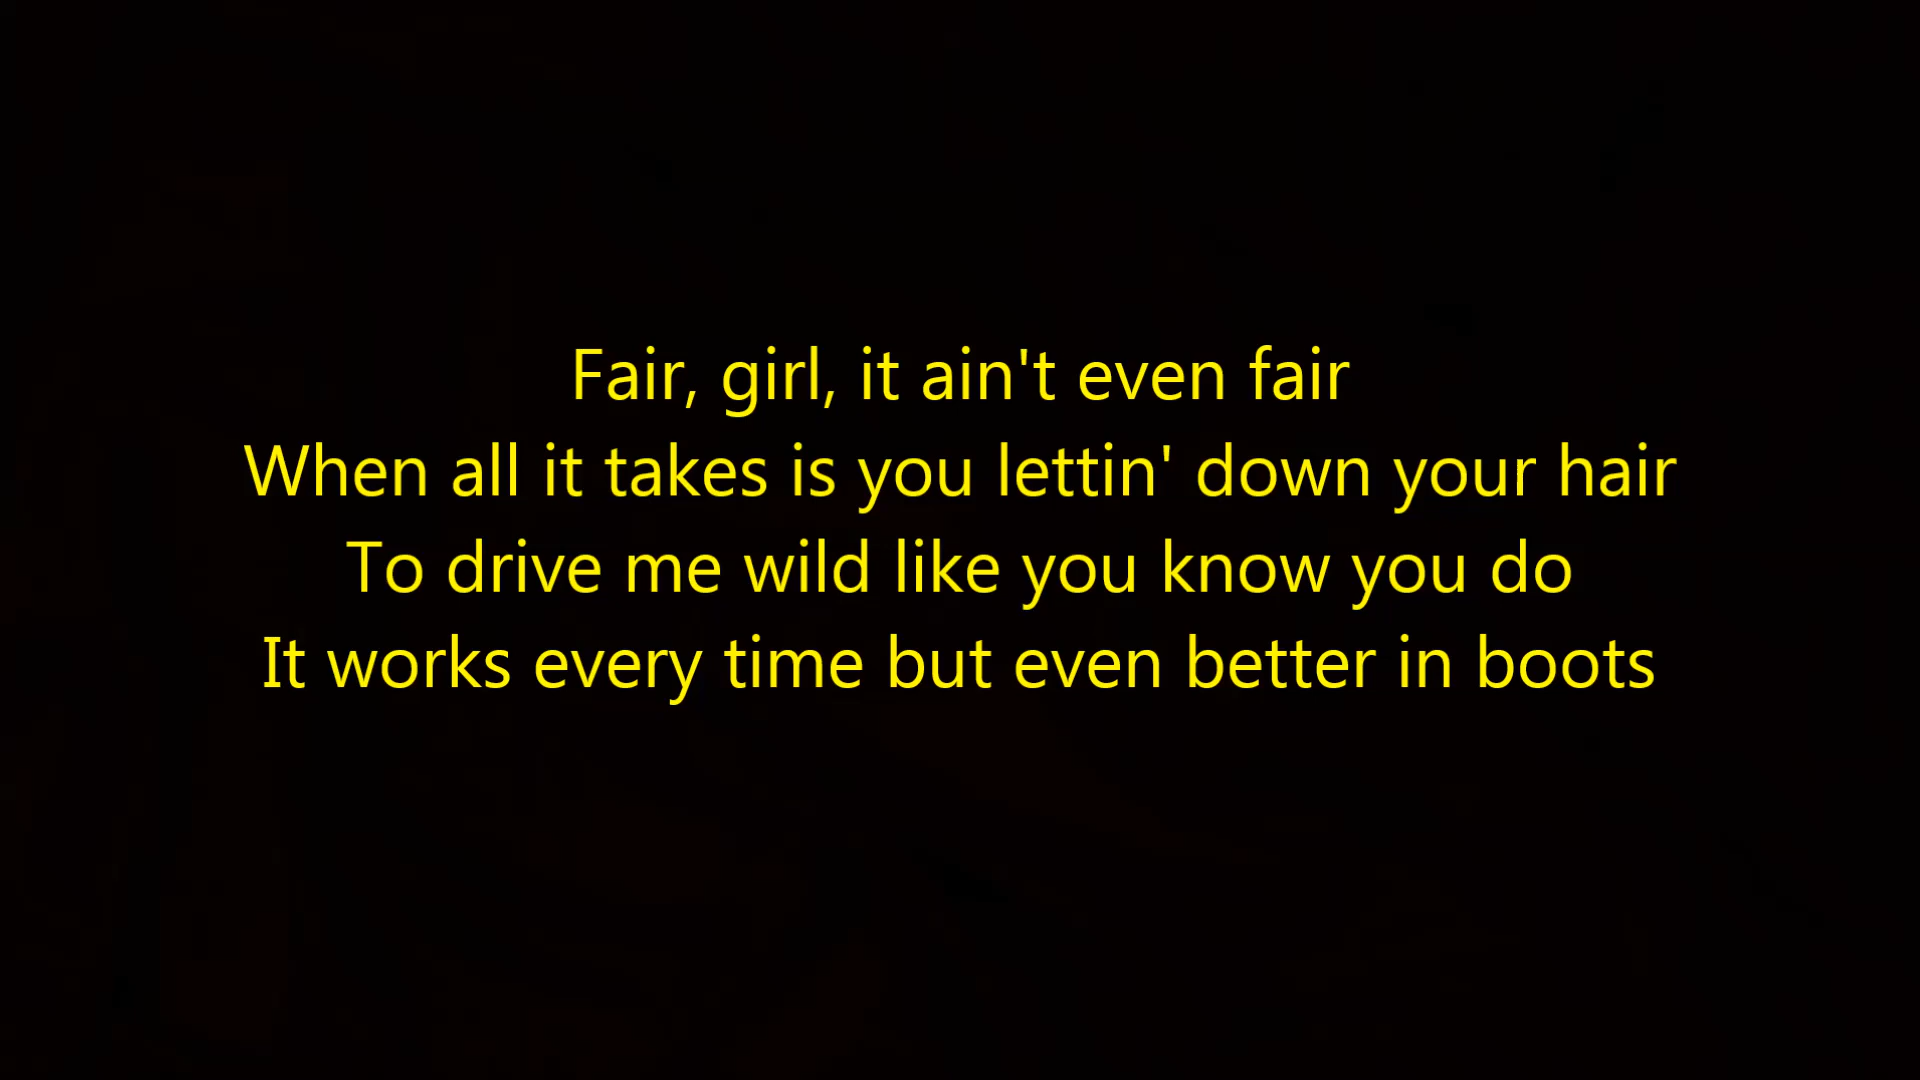 Fair, girl, it ain't even fair
When all it takes is you lettin' down your hair
To drive me wild like you know you do
It works every time but even better in boots